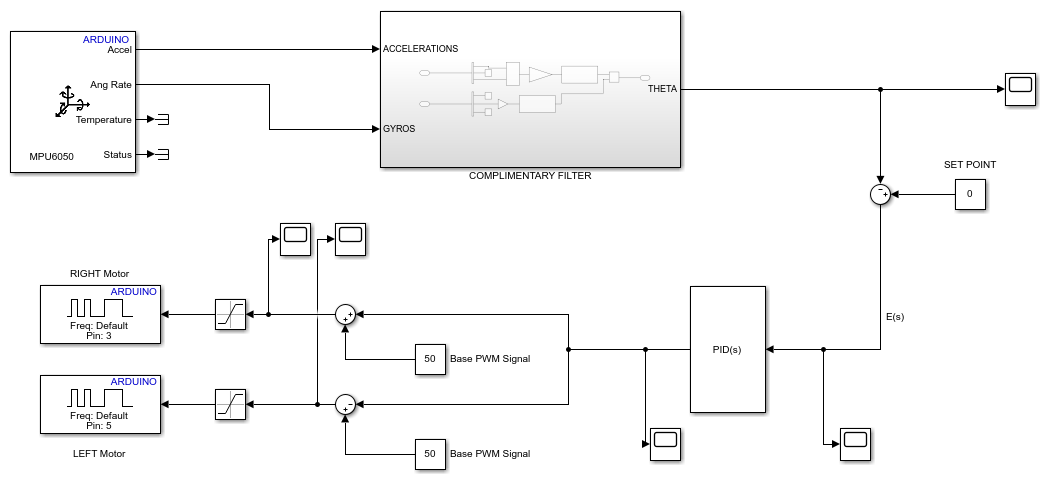 ARDUINO
Accel
Ang Rate
Temperature
Status
MPU6050
ACCELERATIONS
GYROS
THETA
COMPLIMENTARY FILTER
SET POINT
0
RIGHT Motor
ARDUINO
Freq: Default
Pin: 3
50
Base PWM Signal
PID(s)
E(s)
ARDUINO
Freq: Default
Pin: 5
LEFT Motor
50
Base PWM Signal